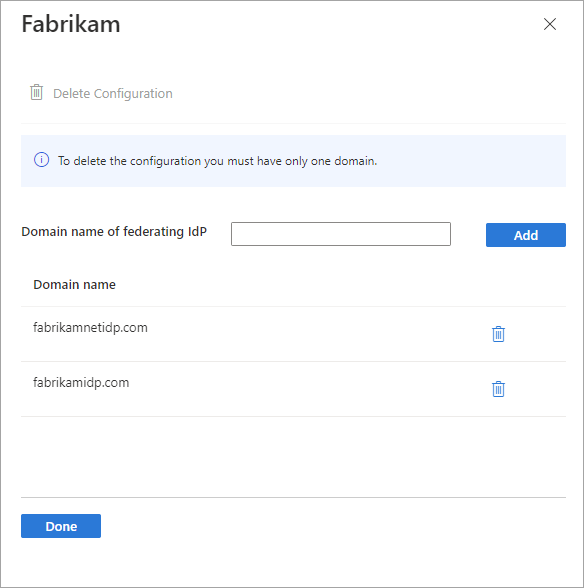 Fabrikam
Delete Configuration
To delete the configuration you must have only one domain.
Domain name of federating IdP
Add
Domain name
fabrikamnetidp.com
fabrikamidp.com
Done